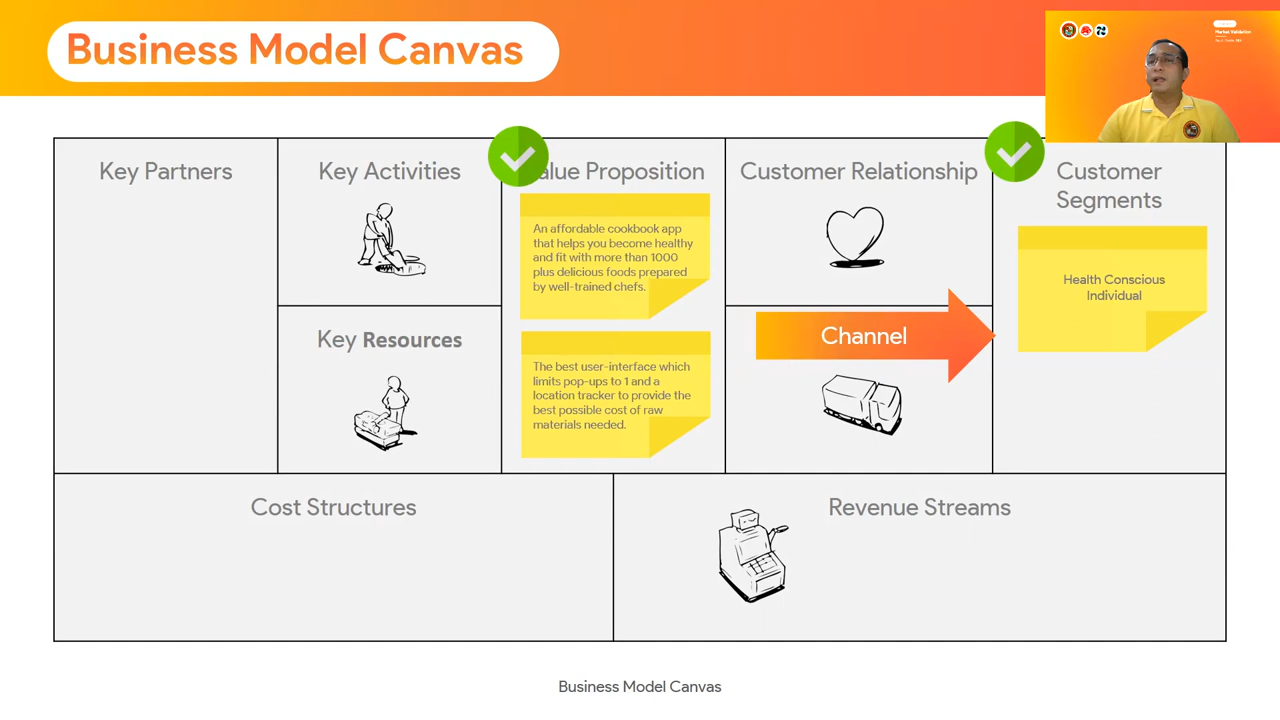 Business Model Canvas
Market Validation
Key Partners
Key Activities
Key Resources
alue Proposition
An affordable cookbook app
that helps you become healthy
and fit with more than 1000
plus delicious foods prepared
by well-trained chefs.
The best user-interface which
limits pop-ups to 1 and a
location tracker to provide the
best possible cost of raw
materials needed.
Customer Relationship
Channel
Customer
Segments
Health Conscious
Individual
Cost Structures
Revenue Streams
Business Model Canvas